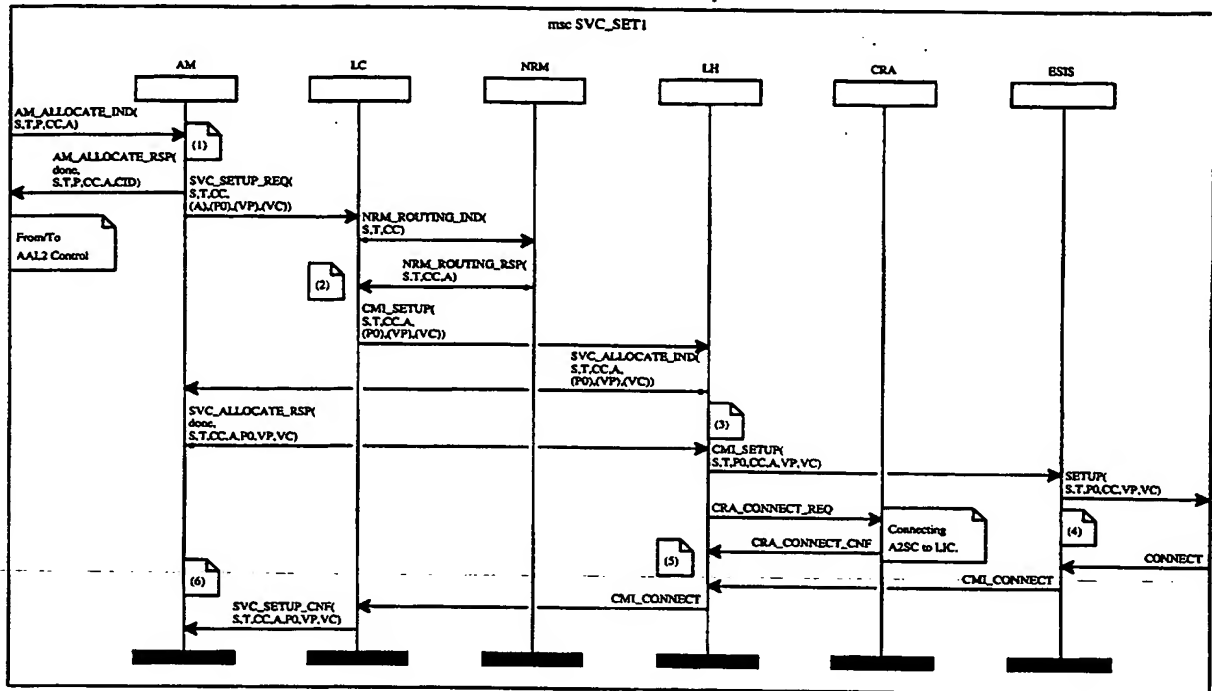 msc SVC_SET1
AM
LC
NRM
LH
CRA
ESIS
AM_ALLOCATE_IND(
S,T,P,CC,A)
(1)
AM_ALLOCATE_RSP(
done,
S,T,P,CC,A,CID)
SVC_SETUP_REQ(
S,T,CC,
(A),(P0),(VP),(VC))
From/To
AAL2 Control
NRM_ROUTING_IND(
S,T,CC)
NRM_ROUTING_RSP(
S,T,CC,A)
(2)
CMI_SETUP(
S,T,CC,A,
(P0),(VP),(VC))
SVC_ALLOCATE_IND(
S,T,CC,A,
(P0),(VP),(VC))
SVC_ALLOCATE_RSP(
done,
S,T,CC,A,P0,VP,VC)
(3)
CMI_SETUP(
S,T,P0,CC,A,VP,VC)
SETUP(
S,T,P0,CC,VP,VC)
CRA_CONNECT_REQ
Connecting
A2SC to LIC.
(4)
CRA_CONNECT_CNF
(5)
CONNECT
(6)
CMI_CONNECT
CMI_CONNECT
SVC_SETUP_CNF(
S,T,CC,A,P0,VP,VC)